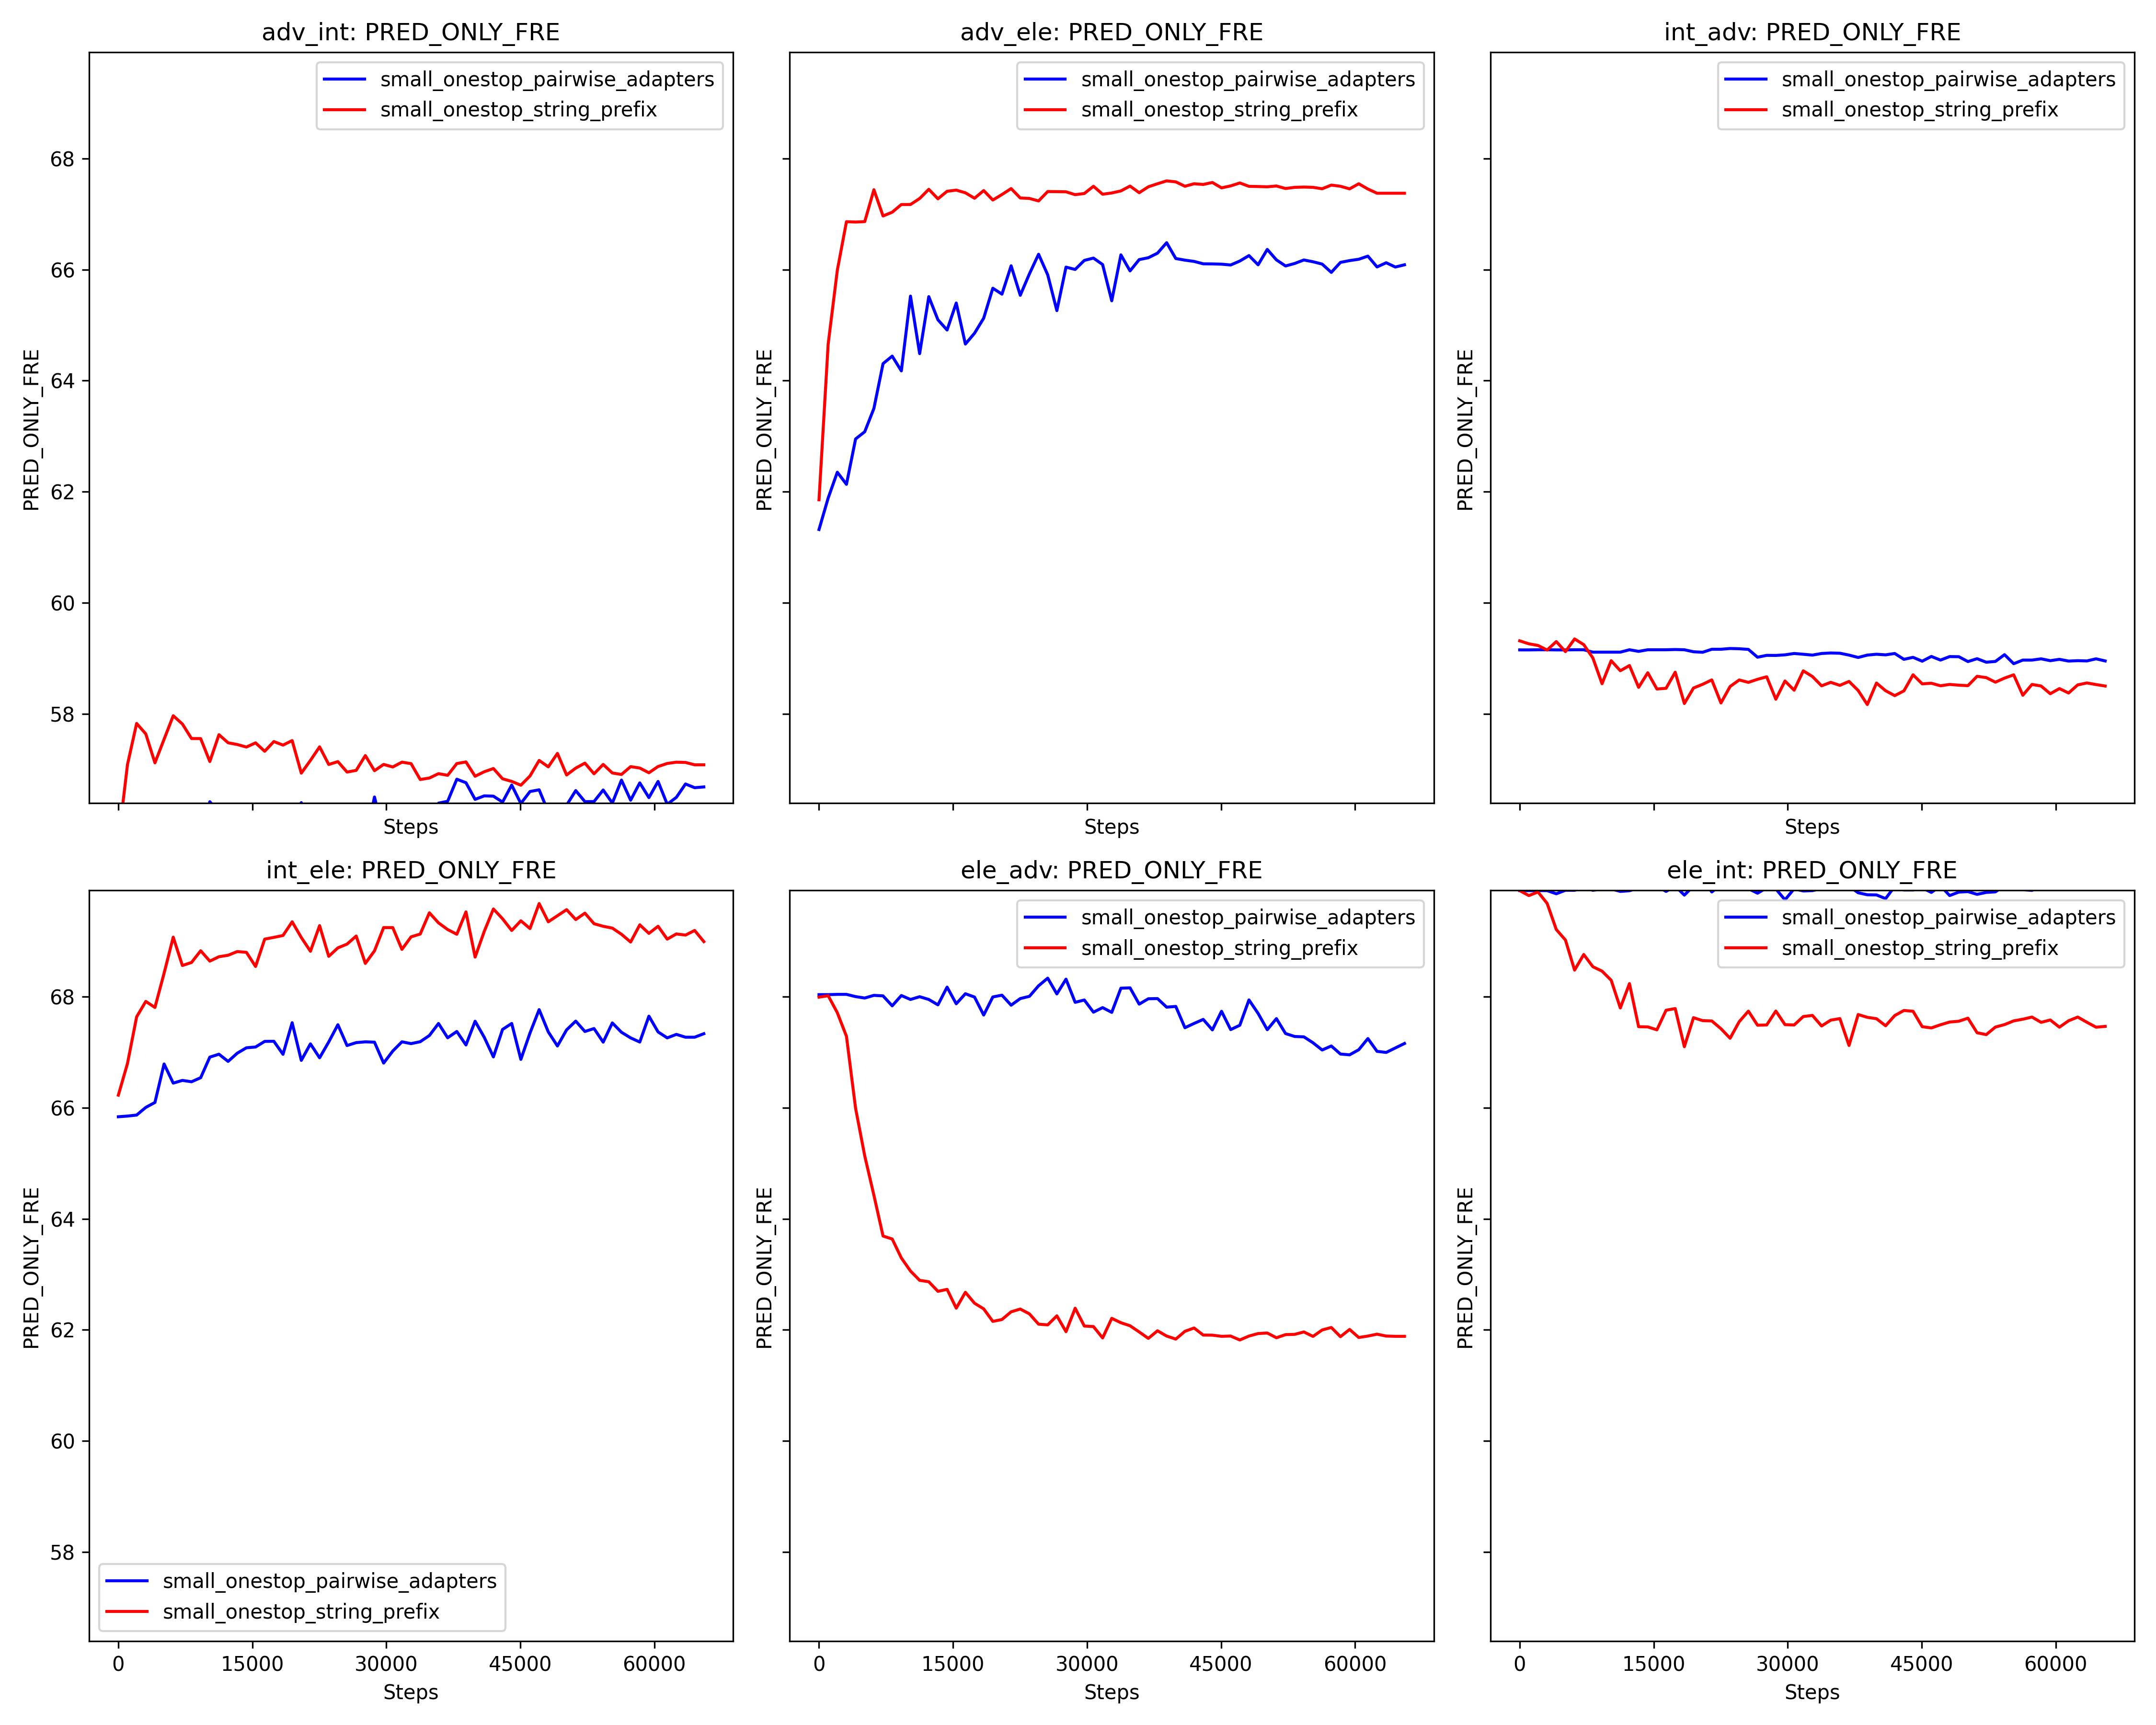 adv_int: PRED_ONLY_FRE
small_onestop_pairwise_adapters
small_onestop_string_prefix
68
66
64
62
60
58
PRED_ONLY_FRE
Steps
adv_ele: PRED_ONLY_FRE
small_onestop_pairwise_adapters
small_onestop_string_prefix
PRED_ONLY_FRE
Steps
int_adv: PRED_ONLY_FRE
small_onestop_pairwise_adapters
small_onestop_string_prefix
PRED_ONLY_FRE
Steps
int_ele: PRED_ONLY_FRE
68
66
64
62
60
58
PRED_ONLY_FRE
small_onestop_pairwise_adapters
small_onestop_string_prefix
0 15000 30000 45000 60000
Steps
ele_adv: PRED_ONLY_FRE
small_onestop_pairwise_adapters
small_onestop_string_prefix
PRED_ONLY_FRE
0 15000 30000 45000 60000
Steps
ele_int: PRED_ONLY_FRE
small_onestop_pairwise_adapters
small_onestop_string_prefix
PRED_ONLY_FRE
0 15000 30000 45000 60000
Steps